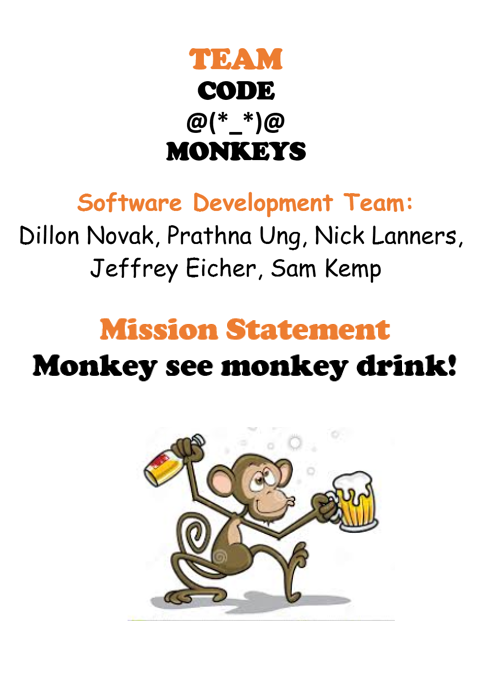 TEAM
CODE
@(*_*)@
MONKEYS
Software Development Team:
Dillon Novak, Prathna Ung, Nick Lanners,
Jeffrey Eicher, Sam Kemp
Mission Statement
Monkey see monkey drink!